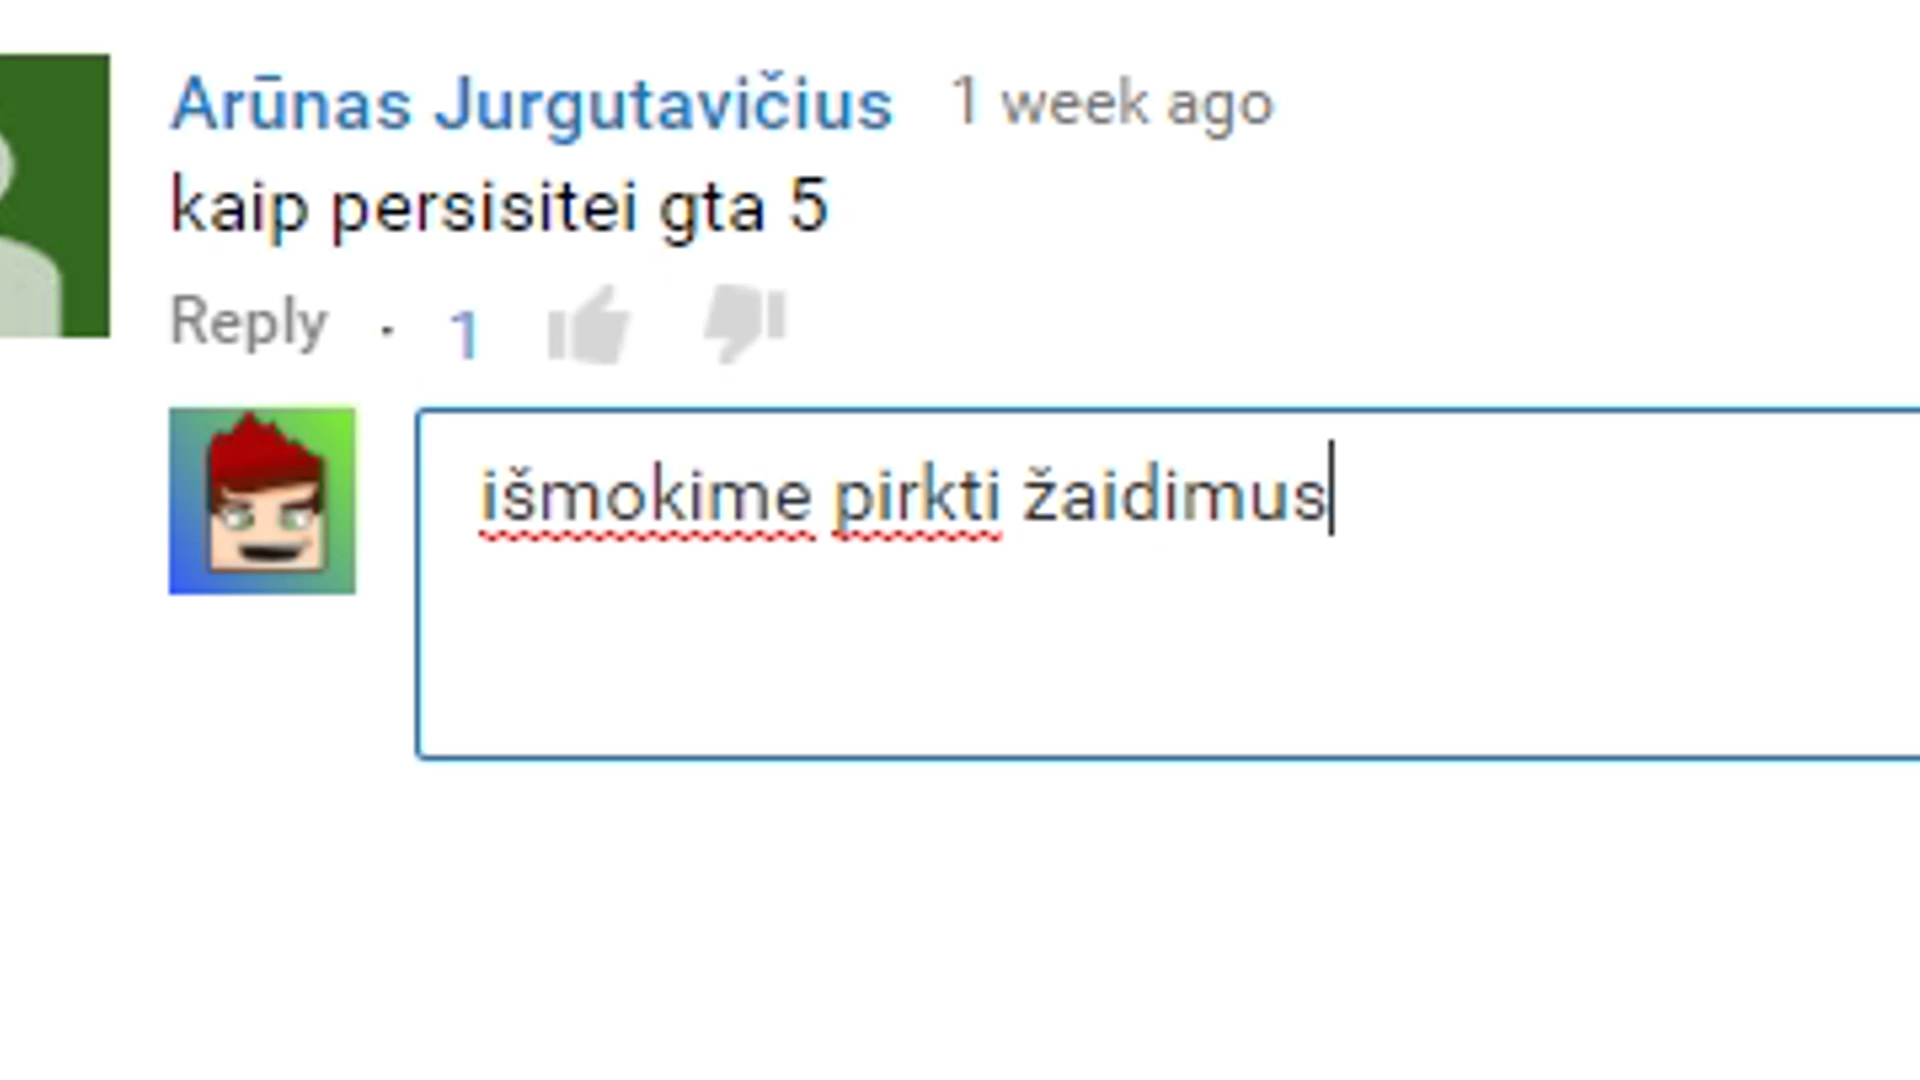 Arūnas Jurgutavičius 1 week ago
kaip persisitei gta 5
Reply · 1
išmokime pirkti žaidimus